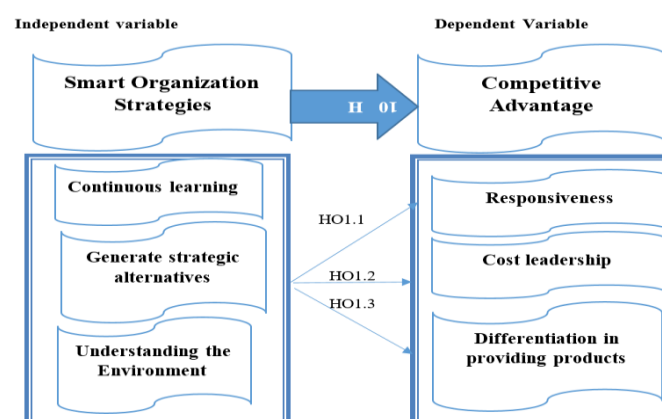 Independent variable
Dependent Variable
Smart Organization
Strategies
H 01
Competitive
Advantage
Continuous learning
Generate strategic
alternatives
Understanding the
Environment
HO1.1
HO1.2
HO1.3
Responsiveness
Cost leadership
Differentiation in
providing products